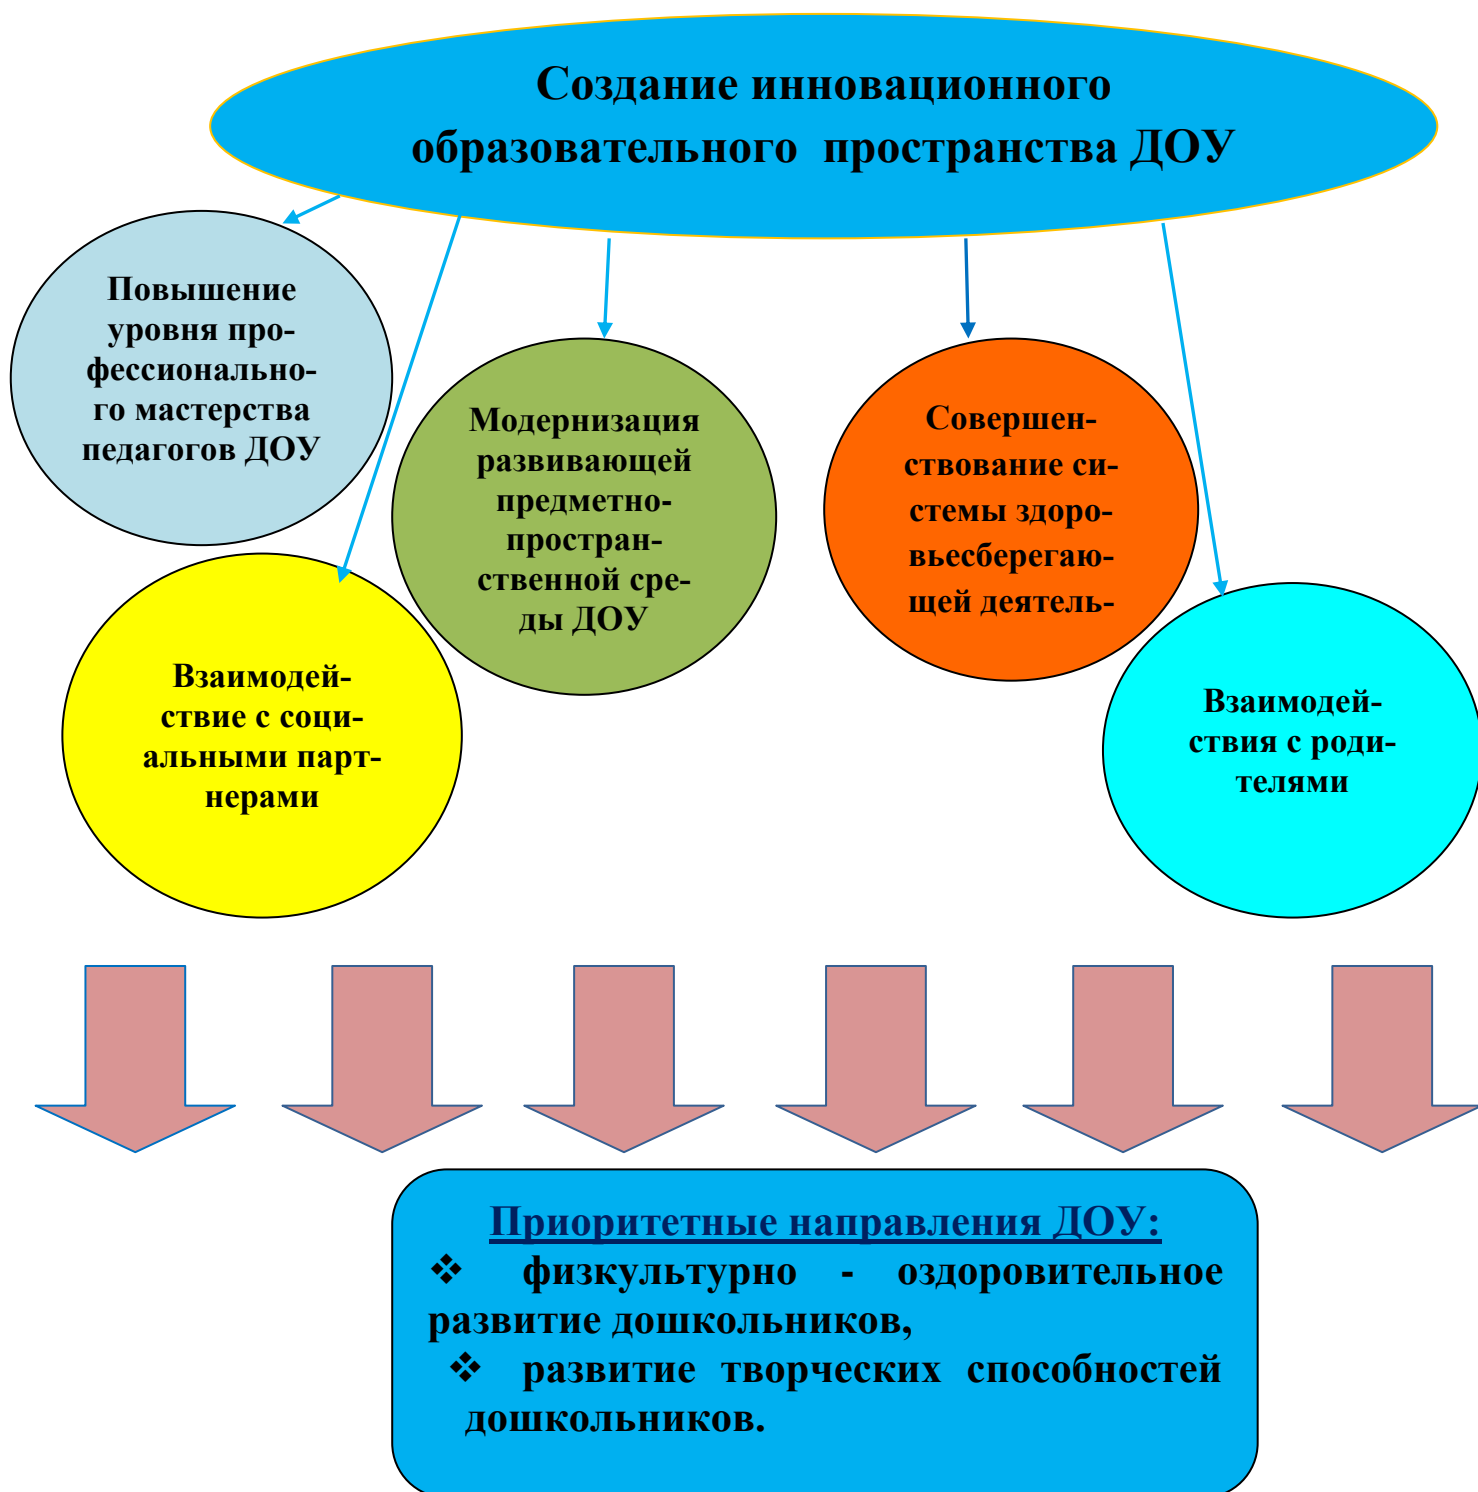 Создание инновационного
образовательного пространства ДОУ
Повышение
уровня про-
фессионально-
го мастерства
педагогов ДОУ
Модернизация
развивающей
предметно-
простран-
ственной сре-
ды ДОУ
Совершен-
ствование си-
стемы здоро-
вьесберегаю-
щей деятель-
Взаимодей-
ствие с соци-
альными парт-
нерами
Взаимодей-
ствия с роди-
телями
Приоритетные направления ДОУ:
❖ физкультурно - оздоровительное
развитие дошкольников,
❖ развитие творческих способностей
дошкольников.